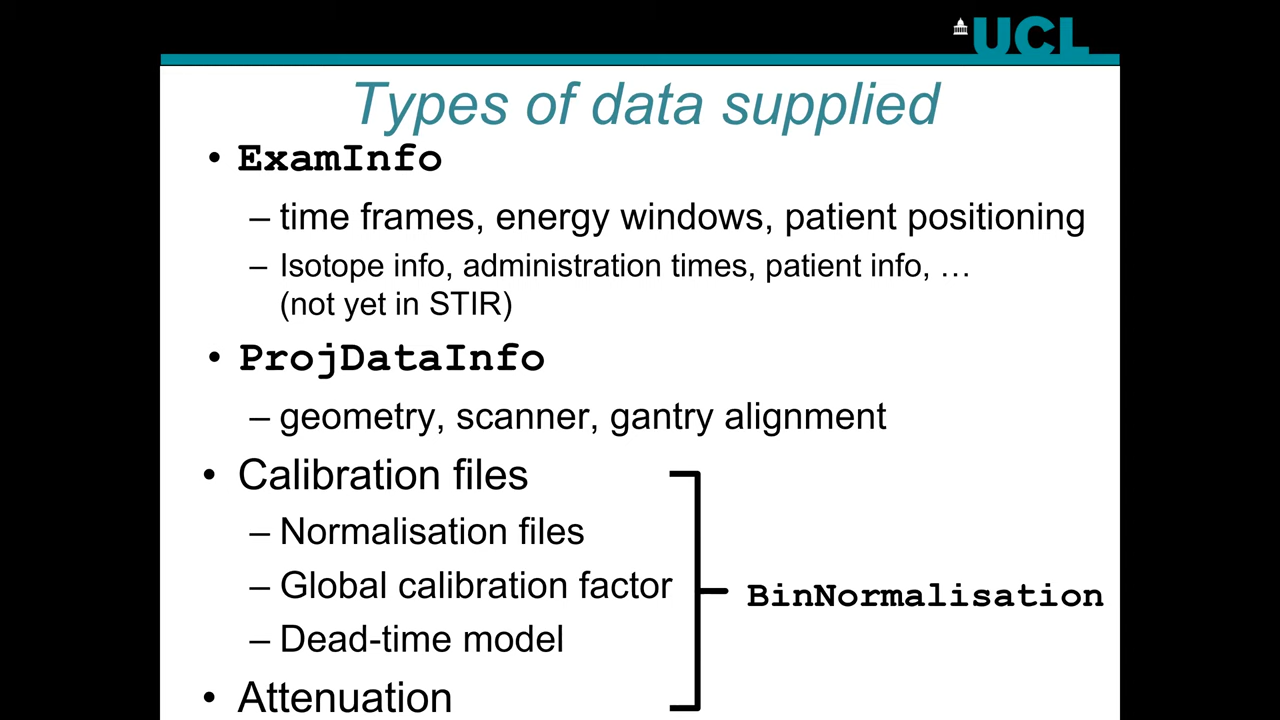 UCL
Types of data supplied
• ExamInfo
– time frames, energy windows, patient positioning
– Isotope info, administration times, patient info, …
(not yet in STIR)
• ProjDataInfo
– geometry, scanner, gantry alignment
• Calibration files
– Normalisation files
– Global calibration factor
– Dead-time model
BinNormalisation
• Attenuation